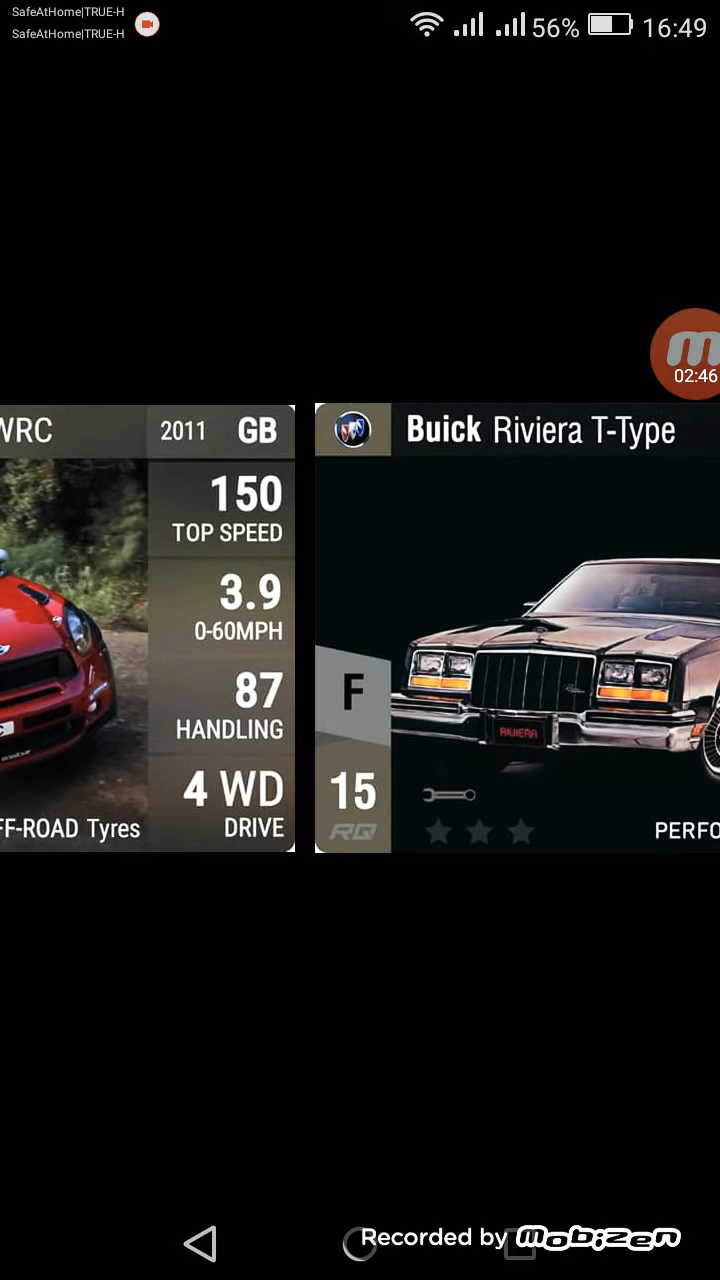 SafeAtHome|TRUE-H
SafeAtHome|TRUE-H
56% 16:49
02:46
WRC 2011 GB
150
TOP SPEED
3.9
0-60MPH
87
HANDLING
4 WD
DRIVE
FF-ROAD Tyres
Buick Riviera T-Type
F
RIVIERA
15
RQ
PERFO
Recorded by Mobizen